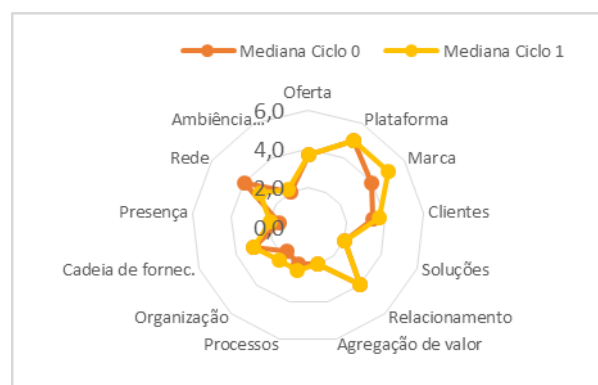 Mediana Ciclo 0
Mediana Ciclo 1
Oferta
6,0
Ambiência...
Plataforma
4,0
Rede
Marca
2,0
Presença
Clientes
0,0
Cadeia de fornec.
Soluções
Organização
Relacionamento
Processos
Agregação de valor